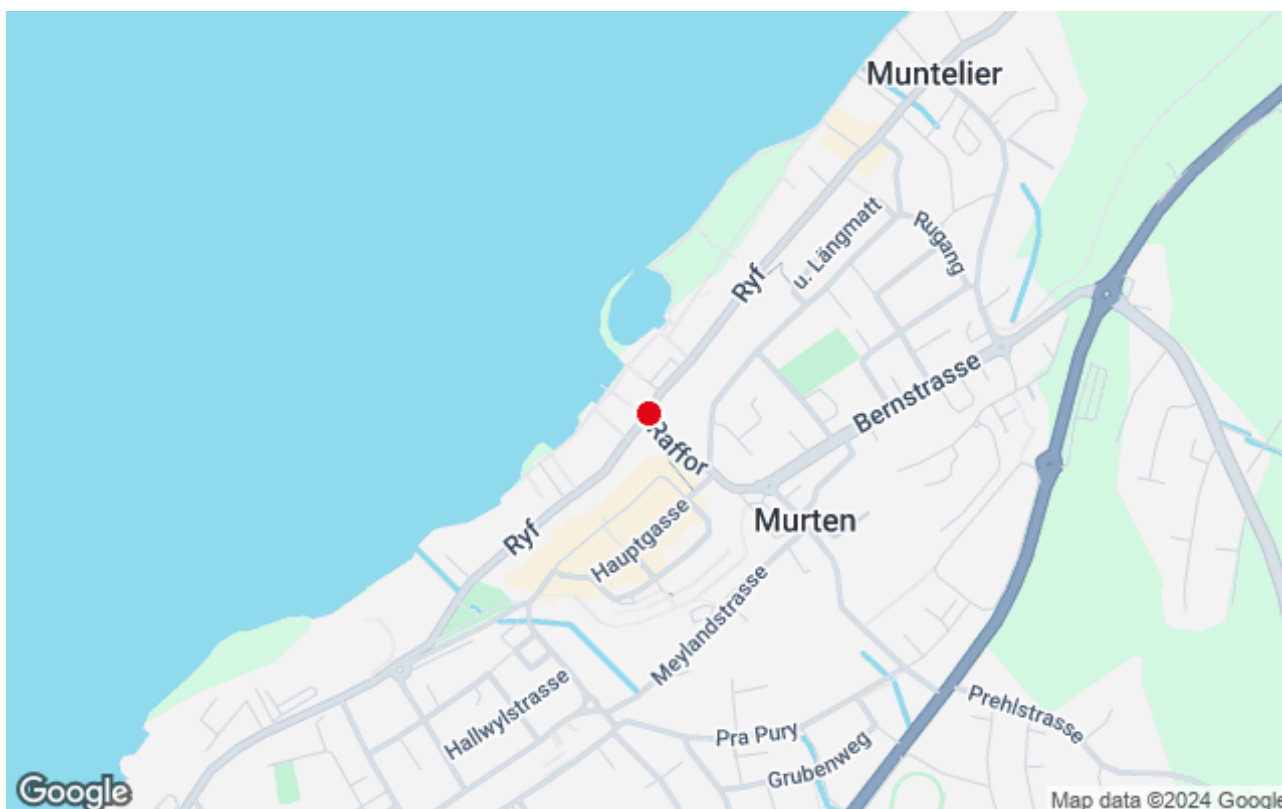 Muntelier
Rugang
u. Längmatt
Ryf
Bernstrasse
Raffor
Murten
Ryf
Hauptgasse
Meylandstrasse
Hallwylstrasse
Prehlstrasse
Pra Pury
Grubenweg
Google
Map data ©2024 Google